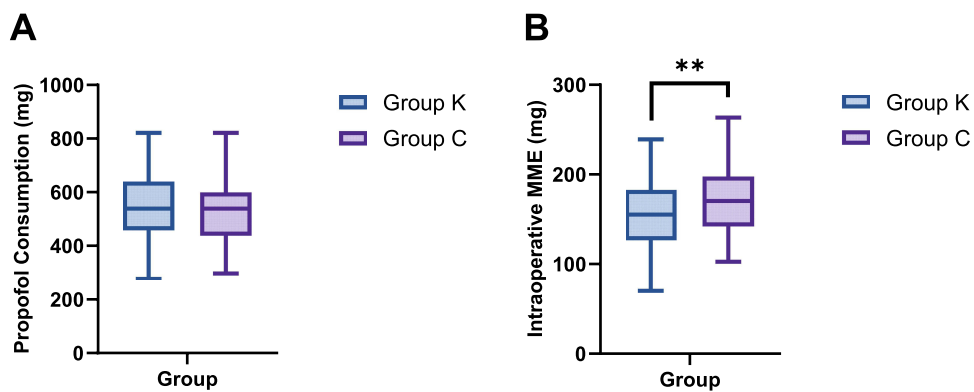 A
Propofol Consumption (mg)
1000
800
600
400
200
0
Group
Group K
Group C
B
Intraoperative MME (mg)
300
200
100
0
**
Group
Group K
Group C